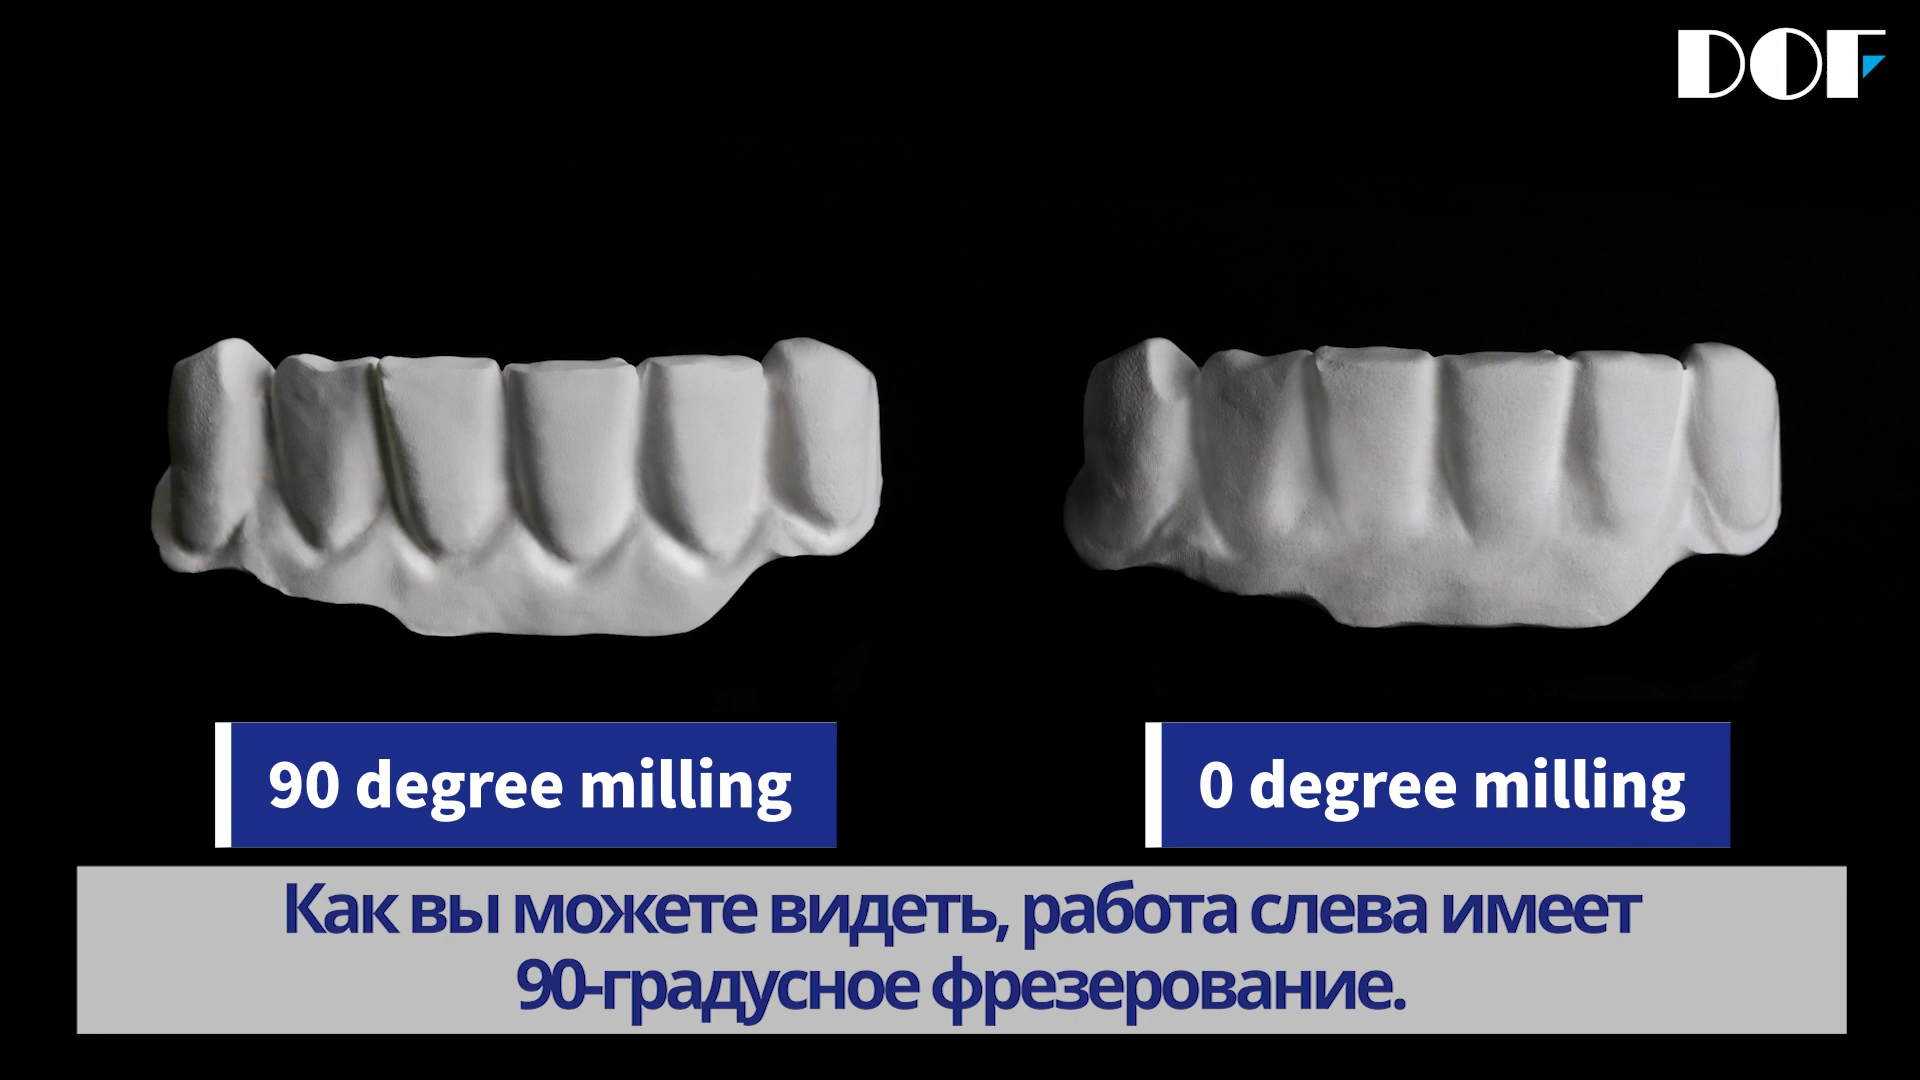 DOF
90 degree milling
0 degree milling
Как вы можете видеть, работа слева имеет
90-градусное фрезерование.